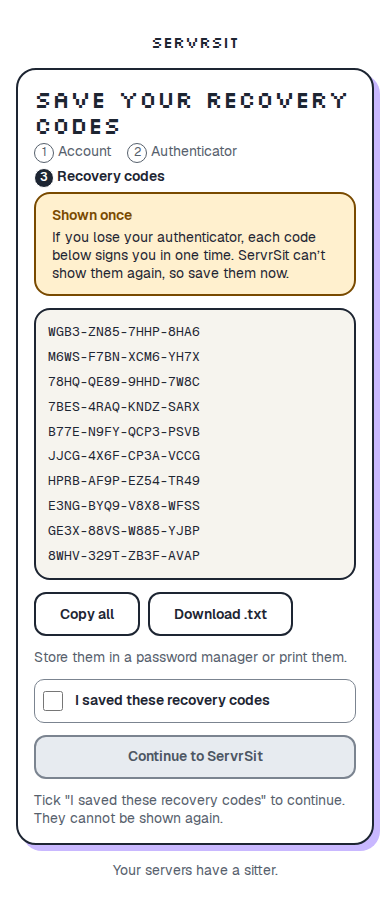 SERVRSIT
SAVE YOUR RECOVERY
CODES
1 Account 2 Authenticator
3 Recovery codes
Shown once
If you lose your authenticator, each code
below signs you in one time. ServrSit can't
show them again, so save them now.
WGB3-ZN85-7HHP-8HA6
M6WS-F7BN-XCM6-YH7X
78HQ-QE89-9HHD-7W8C
7BES-4RAQ-KNDZ-SARX
B77E-N9FY-QCP3-PSVB
JJCG-4X6F-CP3A-VCCG
HPRB-AF9P-EZ54-TR49
E3NG-BYQ9-V8X8-WFSS
GE3X-88VS-W885-YJBP
8WHV-329T-ZB3F-AVAP
Copy all Download .txt
Store them in a password manager or print them.
I saved these recovery codes
Continue to ServrSit
Tick "I saved these recovery codes" to continue.
They cannot be shown again.
Your servers have a sitter.